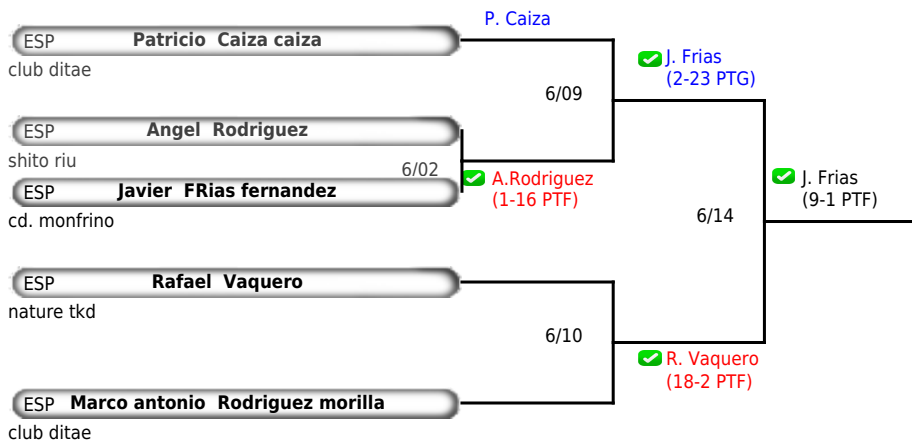 P. Caiza
ESP Patricio Caiza caiza
club ditae
J. Frias
(2-23 PTG)
6/09
ESP Angel Rodriguez
shito riu
6/02
A.Rodriguez
(1-16 PTF)
ESP Javier FRias fernandez
cd. monfrino
J. Frias
(9-1 PTF)
6/14
ESP Rafael Vaquero
nature tkd
6/10
R. Vaquero
(18-2 PTF)
ESP Marco antonio Rodriguez morilla
club ditae